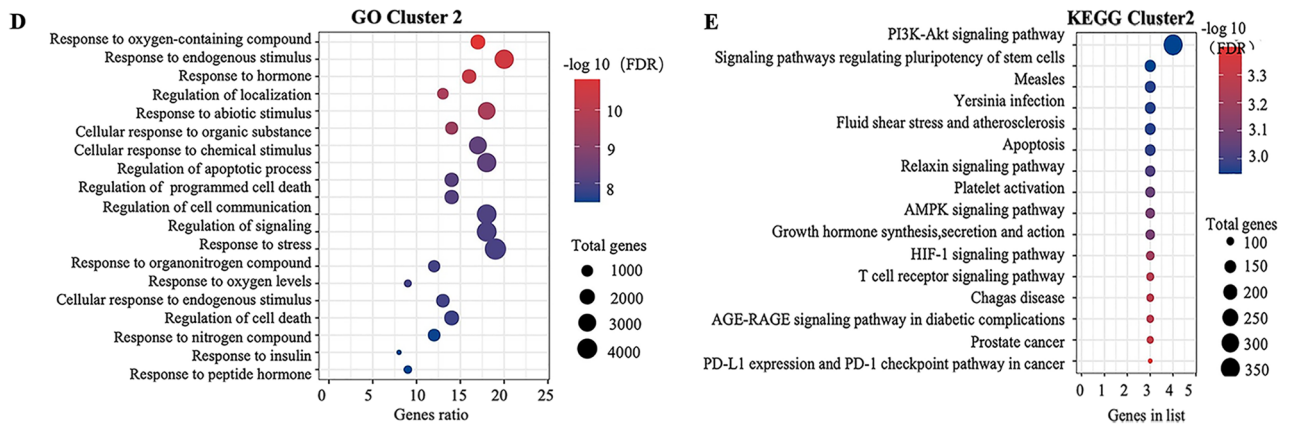 D
GO Cluster 2
Response to oxygen-containing compound
Response to endogenous stimulus
Response to hormone
Regulation of localization
Response to abiotic stimulus
Cellular response to organic substance
Cellular response to chemical stimulus
Regulation of apoptotic process
Regulation of programmed cell death
Regulation of cell communication
Regulation of signaling
Response to stress
Response to organonitrogen compound
Response to oxygen levels
Cellular response to endogenous stimulus
Regulation of cell death
Response to nitrogen compound
Response to insulin
Response to peptide hormone
0 5 10 15 20 25
Genes ratio
-log 10 （FDR）
10
9
8
Total genes
1000
2000
3000
4000
E
KEGG Cluster2
PI3K-Akt signaling pathway
Signaling pathways regulating pluripotency of stem cells
Measles
Yersinia infection
Fluid shear stress and atherosclerosis
Apoptosis
Relaxin signaling pathway
Platelet activation
AMPK signaling pathway
Growth hormone synthesis,secretion and action
HIF-1 signaling pathway
T cell receptor signaling pathway
Chagas disease
AGE-RAGE signaling pathway in diabetic complications
Prostate cancer
PD-L1 expression and PD-1 checkpoint pathway in cancer
0 1 2 3 4 5
Genes in list
-log 10
（FDR）
3.3
3.2
3.1
3.0
Total genes
100
150
200
250
300
350